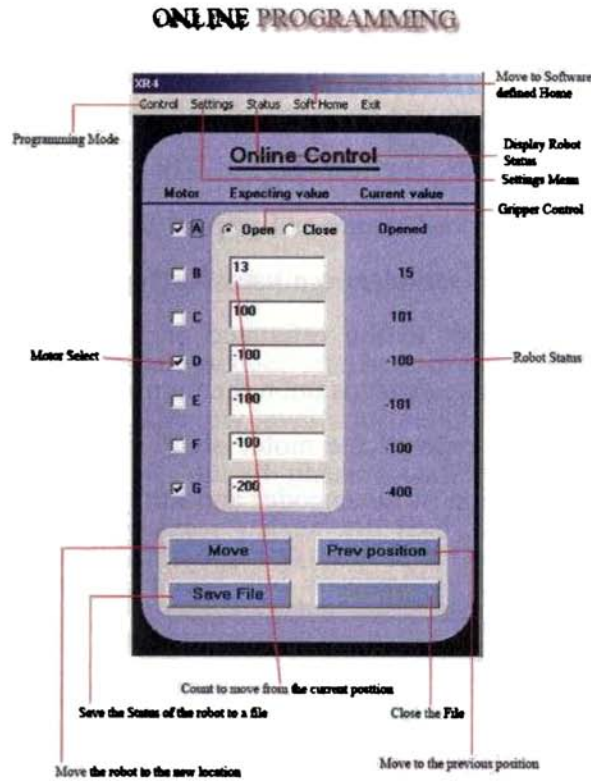 ONLINE PROGRAMMING
XR4
Move to Software
defined Home
Control Settings Status Soft Home Exit
Programming Mode
Online Control
Display Robot
Status
Settings Menu
Motor Expecting value Current value
Gripper Control
A Open Close Opened
B 13 15
C 100 101
Motor Select
D -100 -100
Robot Status
E -100 -101
F -100 -100
G -200 -400
Move Prev position
Save File
Count to move from the current position
Save the Status of the robot to a file
Close the File
Move the robot to the new location
Move to the previous position